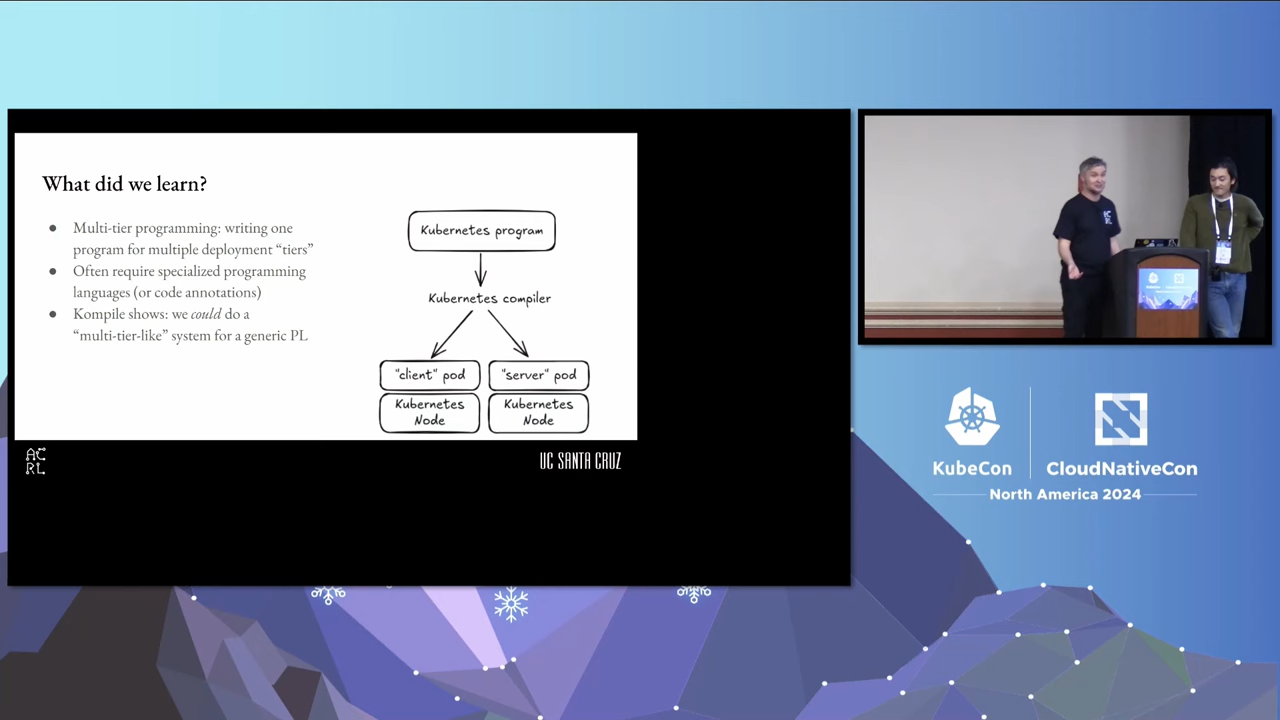 What did we learn?
● Multi-tier programming: writing one
program for multiple deployment “tiers”
● Often require specialized programming
languages (or code annotations)
● Kompile shows: we could do a
“multi-tier-like” system for a generic PL
Kubernetes program
Kubernetes compiler
"client" pod
"server" pod
Kubernetes
Node
Kubernetes
Node
AC
RL
UC SANTA CRUZ
KubeCon
CloudNativeCon
North America 2024